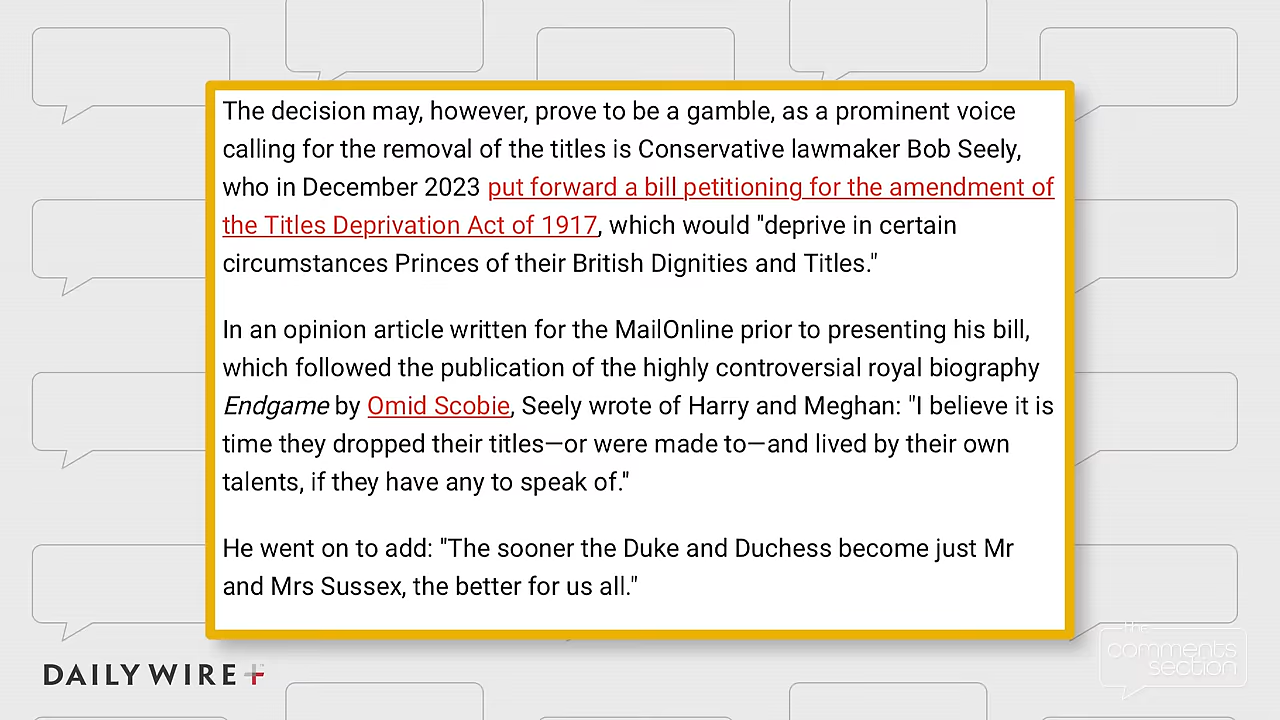 The decision may, however, prove to be a gamble, as a prominent voice
calling for the removal of the titles is Conservative lawmaker Bob Seely,
who in December 2023 put forward a bill petitioning for the amendment of
the Titles Deprivation Act of 1917, which would "deprive in certain
circumstances Princes of their British Dignities and Titles."
In an opinion article written for the MailOnline prior to presenting his bill,
which followed the publication of the highly controversial royal biography
Endgame by Omid Scobie, Seely wrote of Harry and Meghan: "I believe it is
time they dropped their titles—or were made to—and lived by their own
talents, if they have any to speak of."
He went on to add: "The sooner the Duke and Duchess become just Mr
and Mrs Sussex, the better for us all."
DAILY WIRE +
the
comments
section